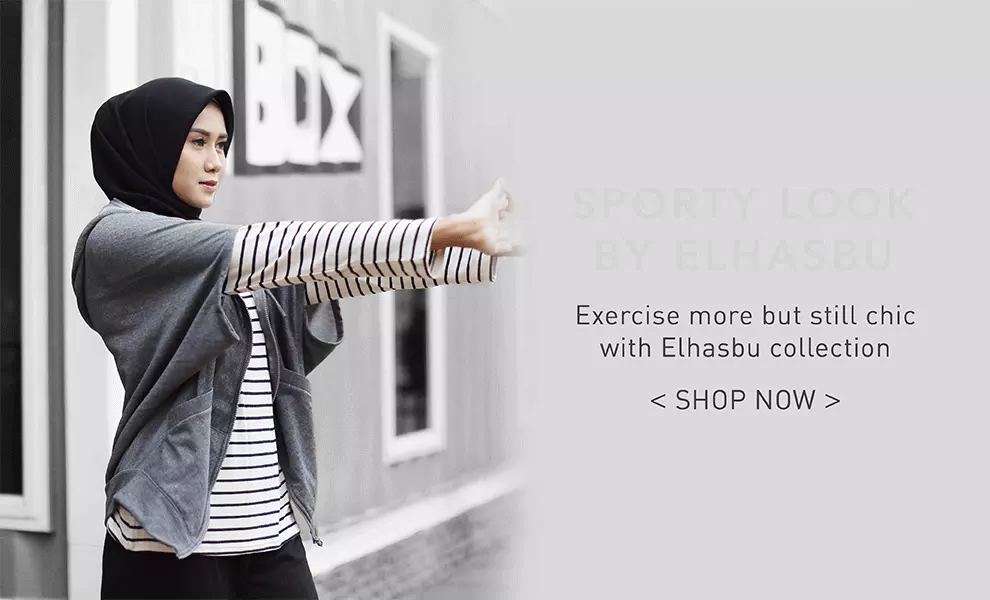 BOX
SPORTY LOOK
BY ELHASBU
Exercise more but still chic
with Elhasbu collection
< SHOP NOW >